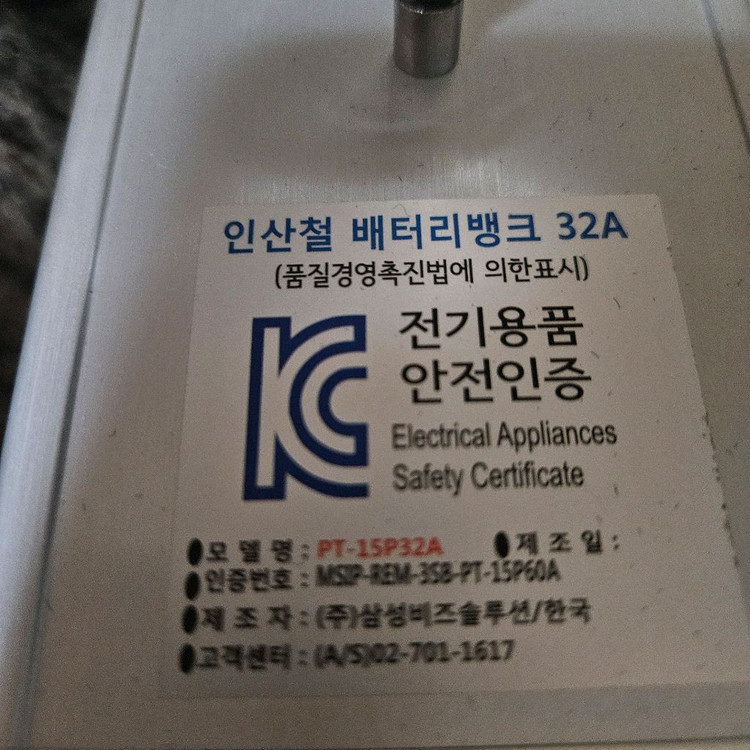 인산철 배터리뱅크 32A
(품질경영촉진법에 의한표시)
KC
전기용품
안전인증
Electrical Appliances
Safety Certificate
모 델 명 : PT-15P32A 제 조 일 :
인증번호 : MSIP-REM-3SB-PT-15P60A
제 조 자 : (주)삼성비즈솔루션/한국
고객센터 : (A/S)02-701-1617